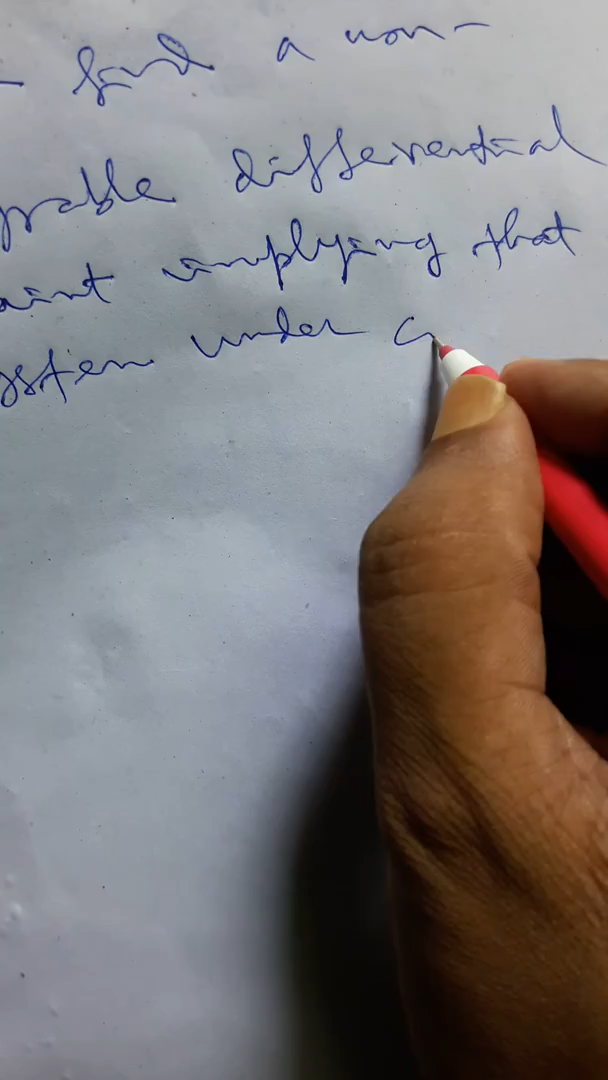 - find a non-
grable differential
aint implying that
ystem under c